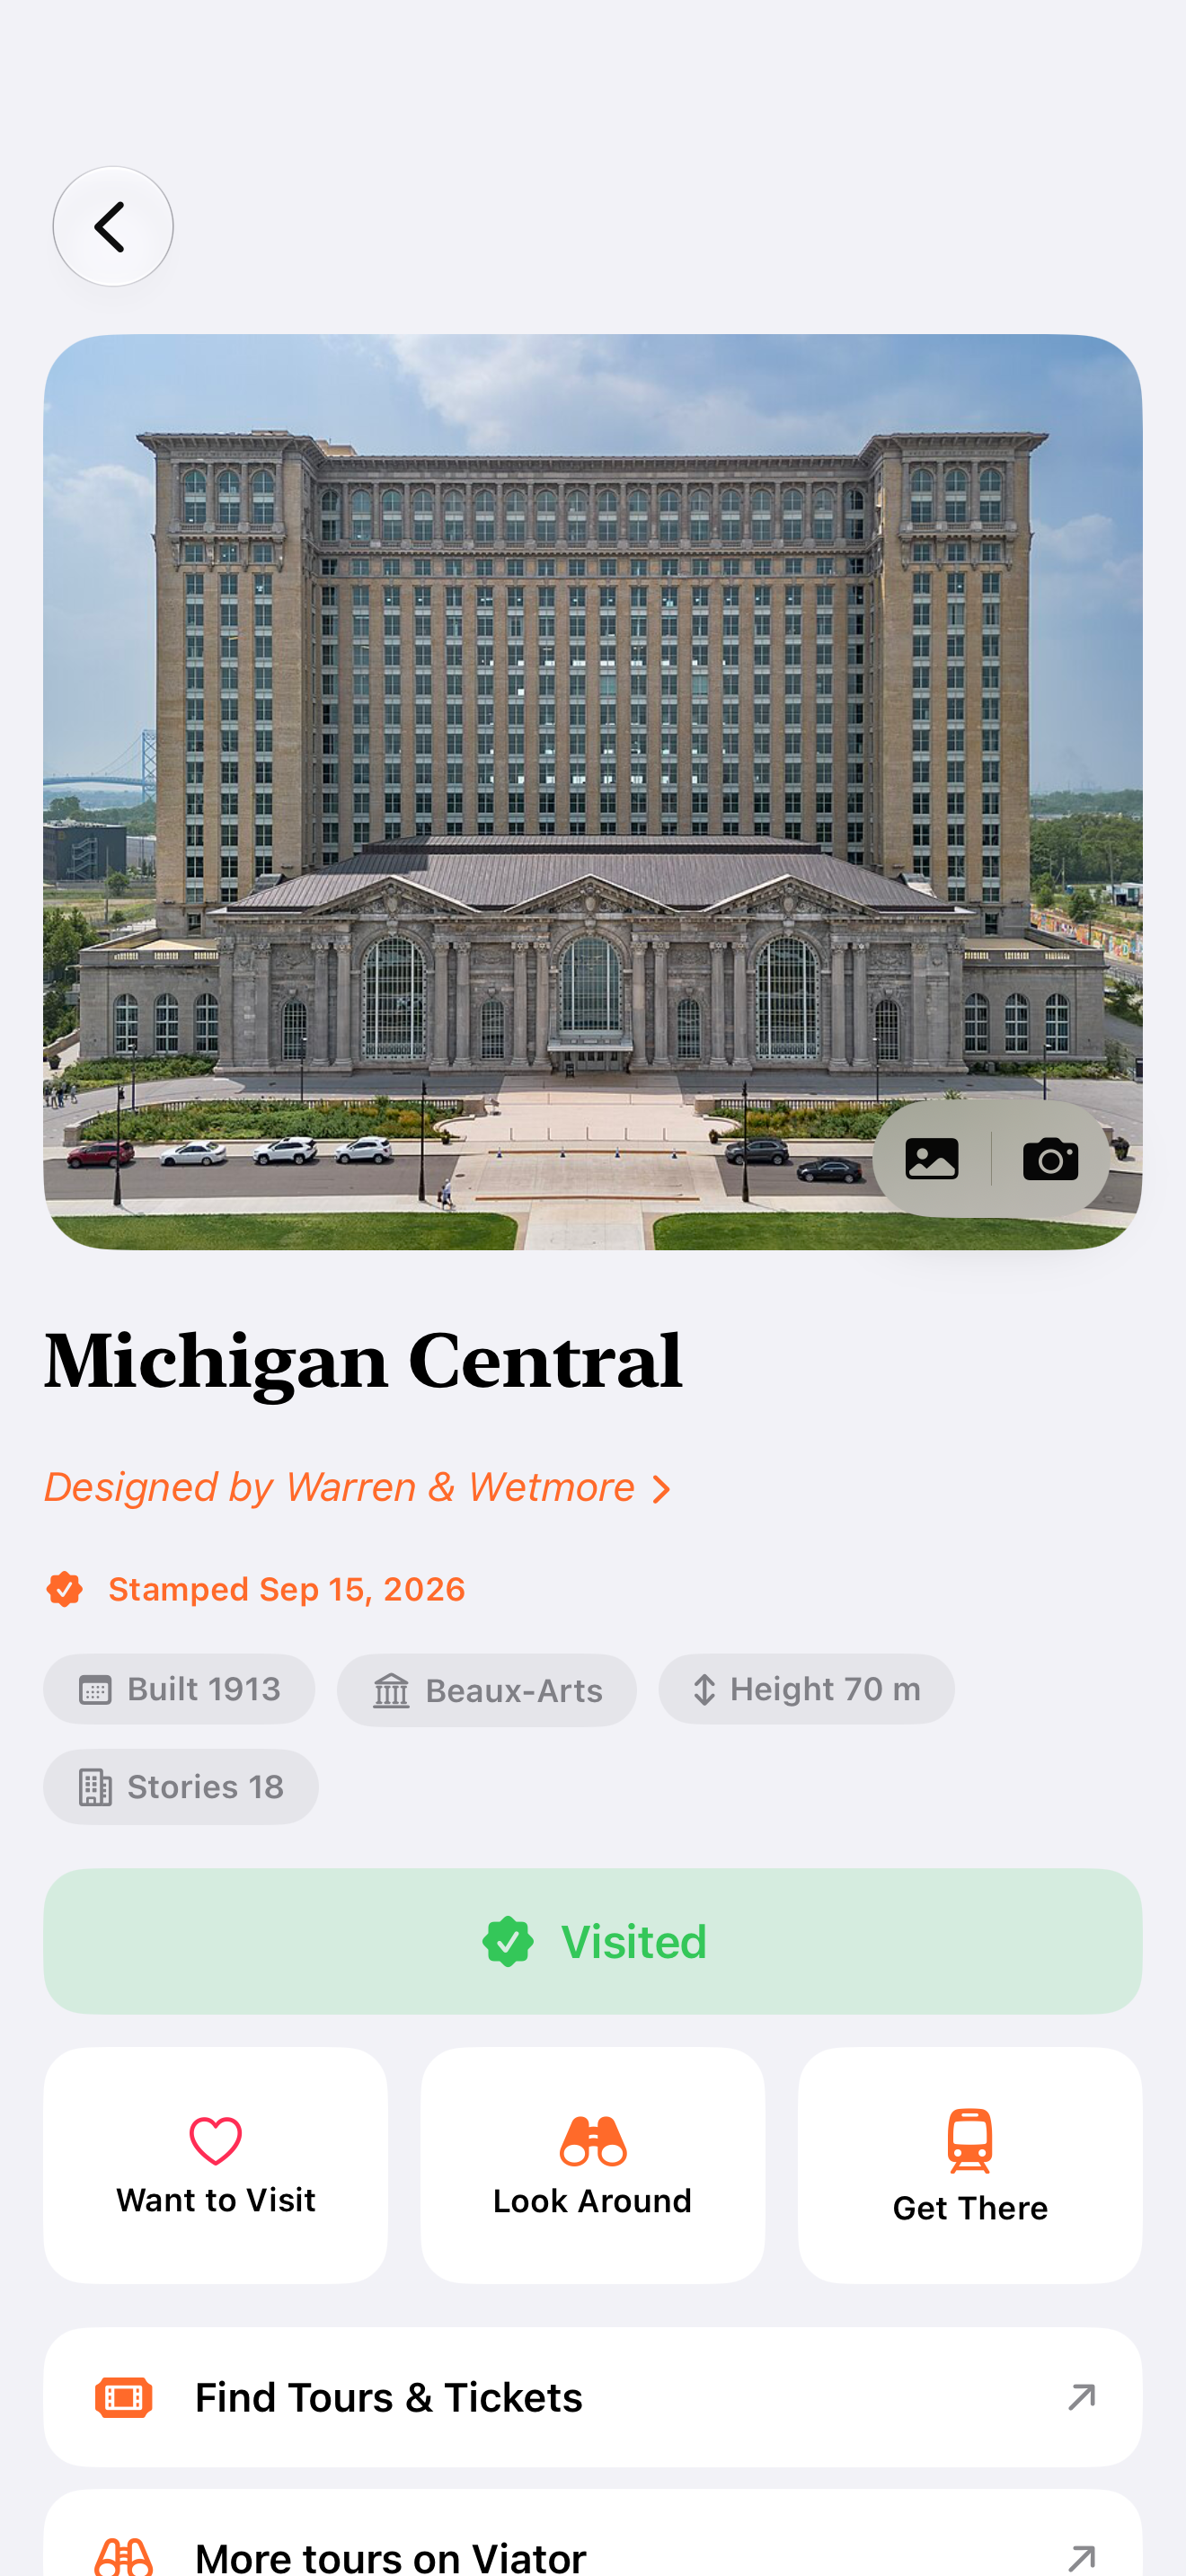 Michigan Central
Designed by Warren & Wetmore
Stamped Sep 15, 2026
Built 1913
Beaux-Arts
Height 70 m
Stories 18
Visited
Want to Visit
Look Around
Get There
Find Tours & Tickets
More tours on Viator